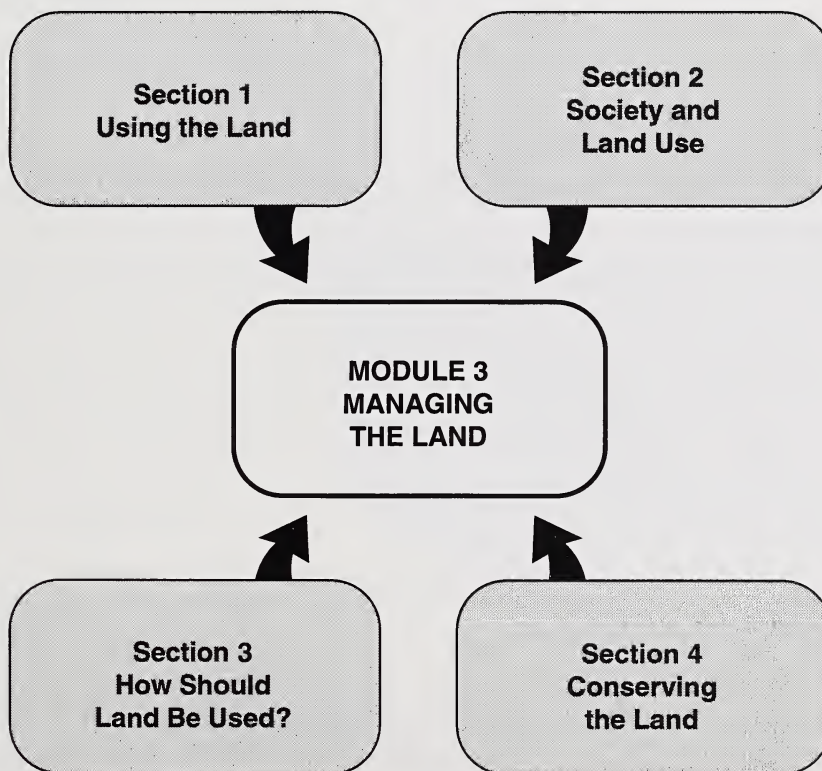 Section 1
Using the Land
Section 2
Society and
Land Use
MODULE 3
MANAGING
THE LAND
Section 3
How Should
Land Be Used?
Section 4
Conserving
the Land